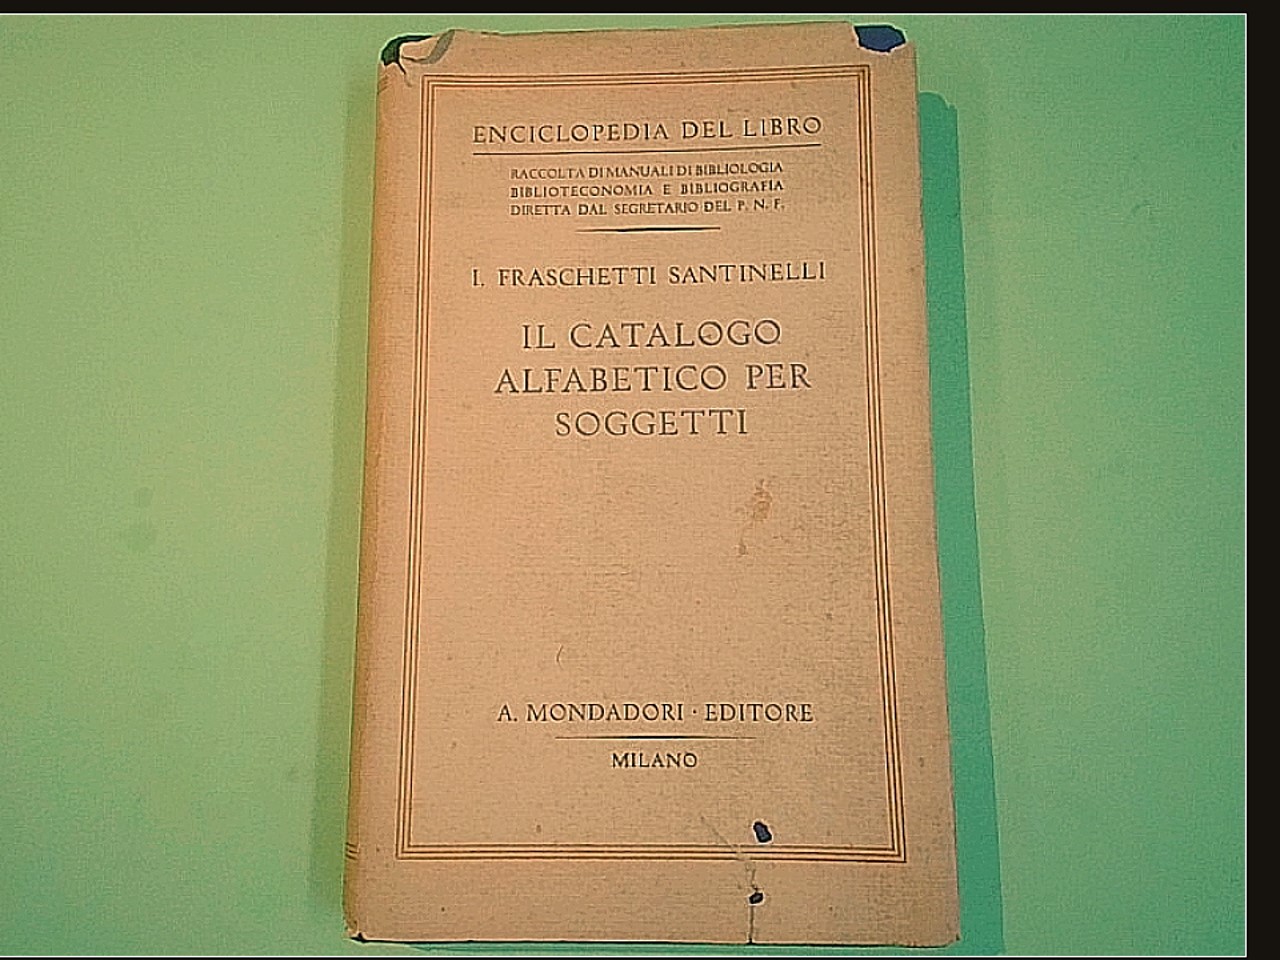 ENCICLOPEDIA DEL LIBRO
RACCOLTA DI MANUALI DI BIBLIOLOGIA
BIBLIOTECONOMIA E BIBLIOGRAFIA
DIRETTA DAL SEGRETARIO DEL P. N. F.
I. FRASCHETTI SANTINELLI
IL CATALOGO
ALFABETICO PER
SOGGETTI
A. MONDADORI · EDITORE
MILANO